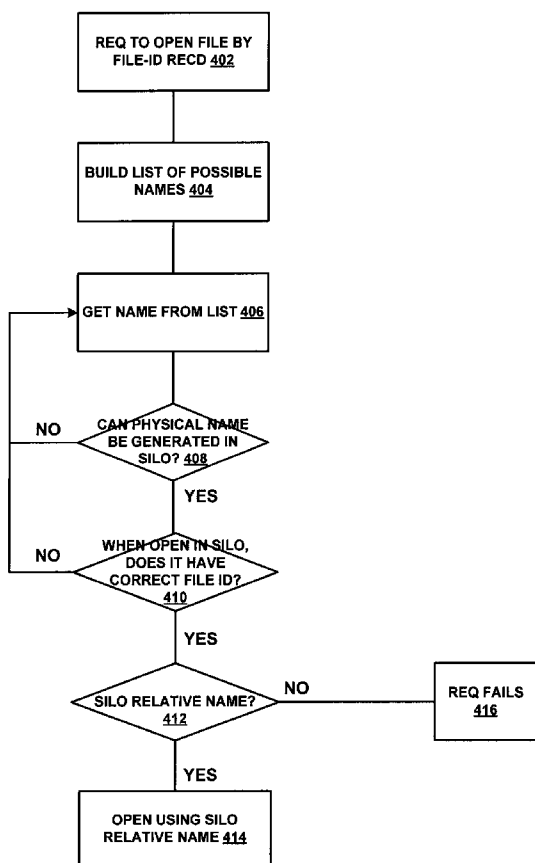 REQ TO OPEN FILE BY
FILE-ID RECD 402
BUILD LIST OF POSSIBLE
NAMES 404
GET NAME FROM LIST 406
CAN PHYSICAL NAME
BE GENERATED IN
SILO? 408
NO
YES
WHEN OPEN IN SILO,
DOES IT HAVE
CORRECT FILE ID?
410
NO
YES
SILO RELATIVE NAME?
412
NO
REQ FAILS
416
YES
OPEN USING SILO
RELATIVE NAME 414